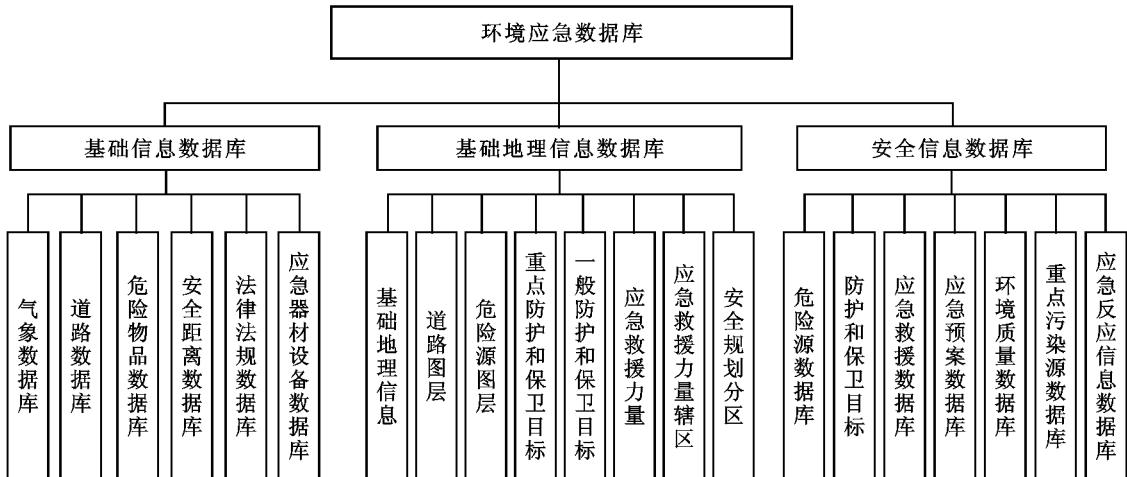 环境应急数据库
基础信息数据库
基础地理信息数据库
安全信息数据库
气象数据库
道路数据库
危险物品数据库
安全距离数据库
法律法规数据库
应急器材设备数据库
基础地理信息
道路图层
危险源图层
重点防护和保卫目标
一般防护和保卫目标
应急救援力量
应急救援力量辖区
安全规划分区
危险源数据库
防护和保卫目标
应急救援数据库
应急预案数据库
环境质量数据库
重点污染源数据库
应急反应信息数据库